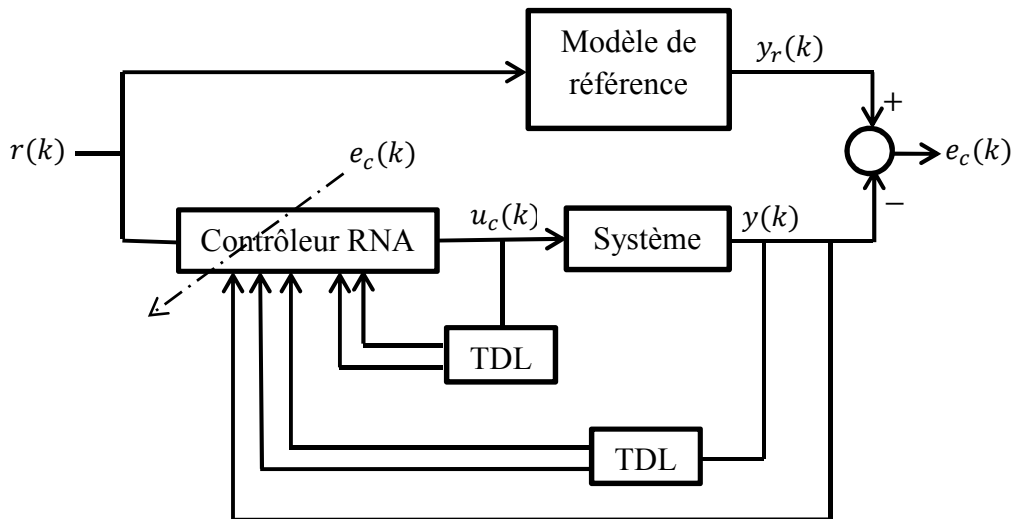 Modèle de
référence
y_r(k)
+
r(k)
e_c(k)
e_c(k)
−
Contrôleur RNA
u_c(k)
Système
y(k)
TDL
TDL